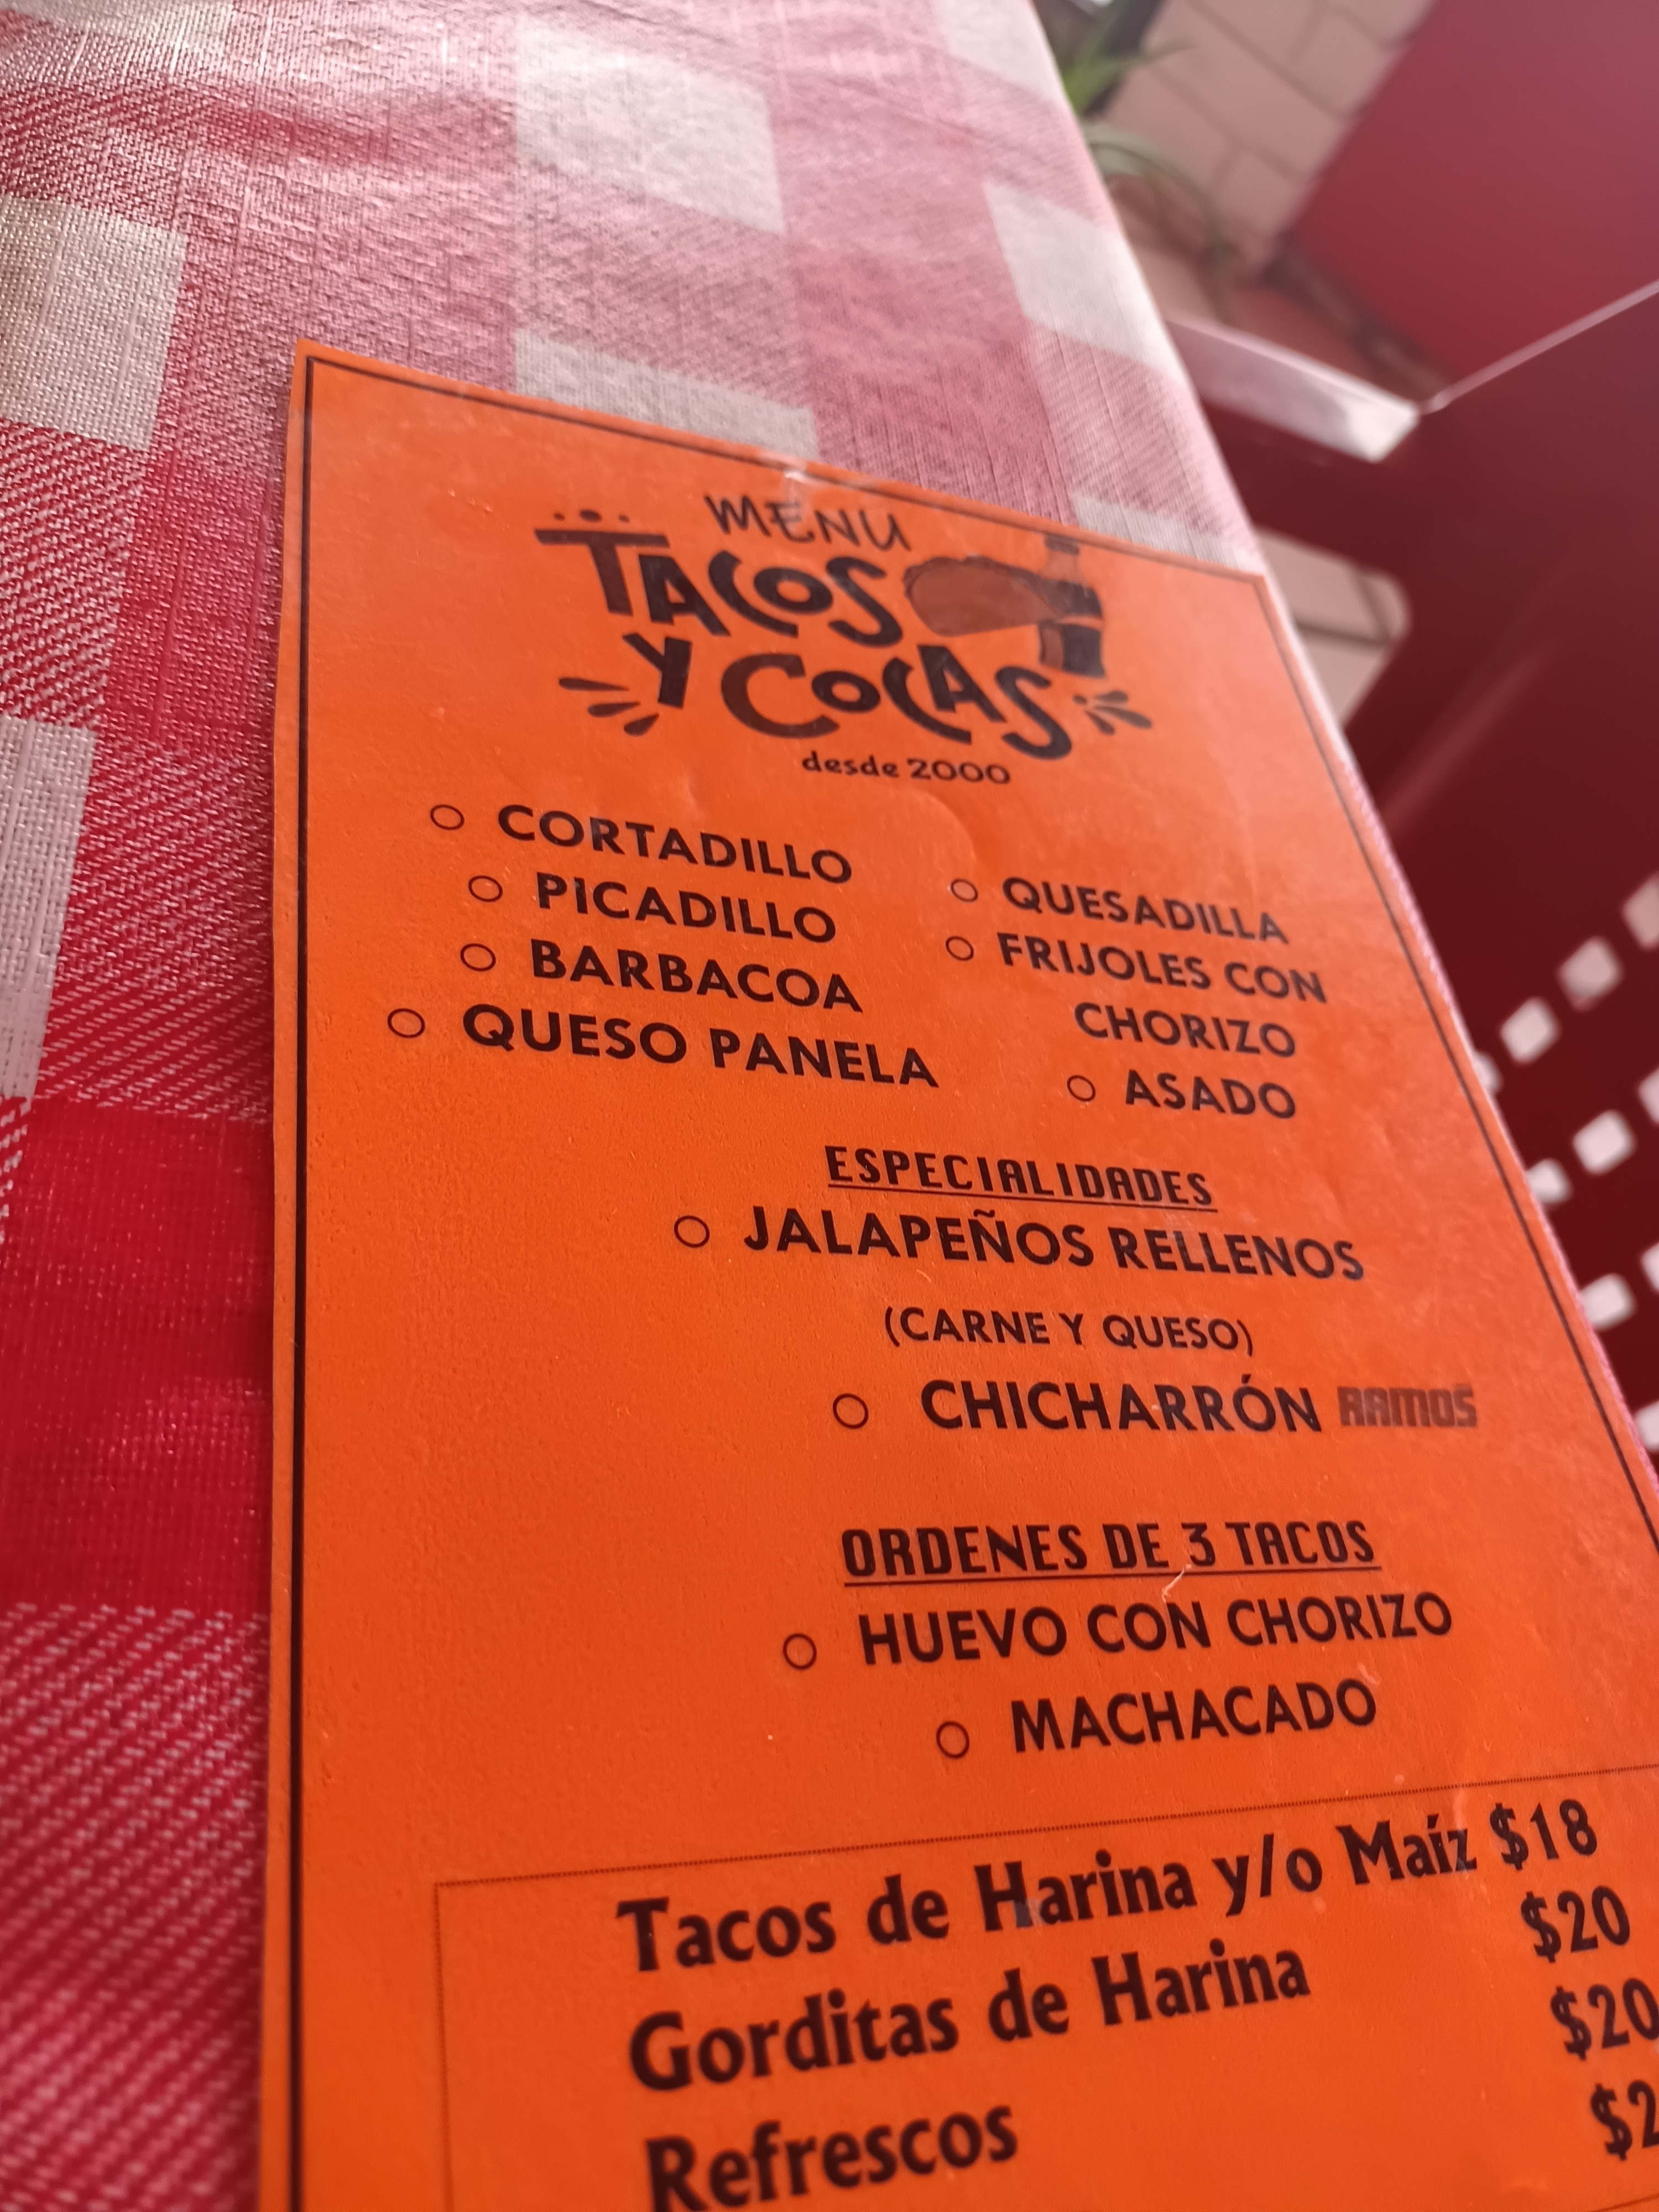 MENU
TACOS
Y COCAS
desde 2000
CORTADILLO
PICADILLO
BARBACOA
QUESO PANELA
QUESADILLA
FRIJOLES CON
CHORIZO
ASADO
ESPECIALIDADES
JALAPEÑOS RELLENOS
(CARNE Y QUESO)
CHICHARRÓN RAMOS
ORDENES DE 3 TACOS
HUEVO CON CHORIZO
MACHACADO
Tacos de Harina y/o Maíz $18
Gorditas de Harina $20
Refrescos $20